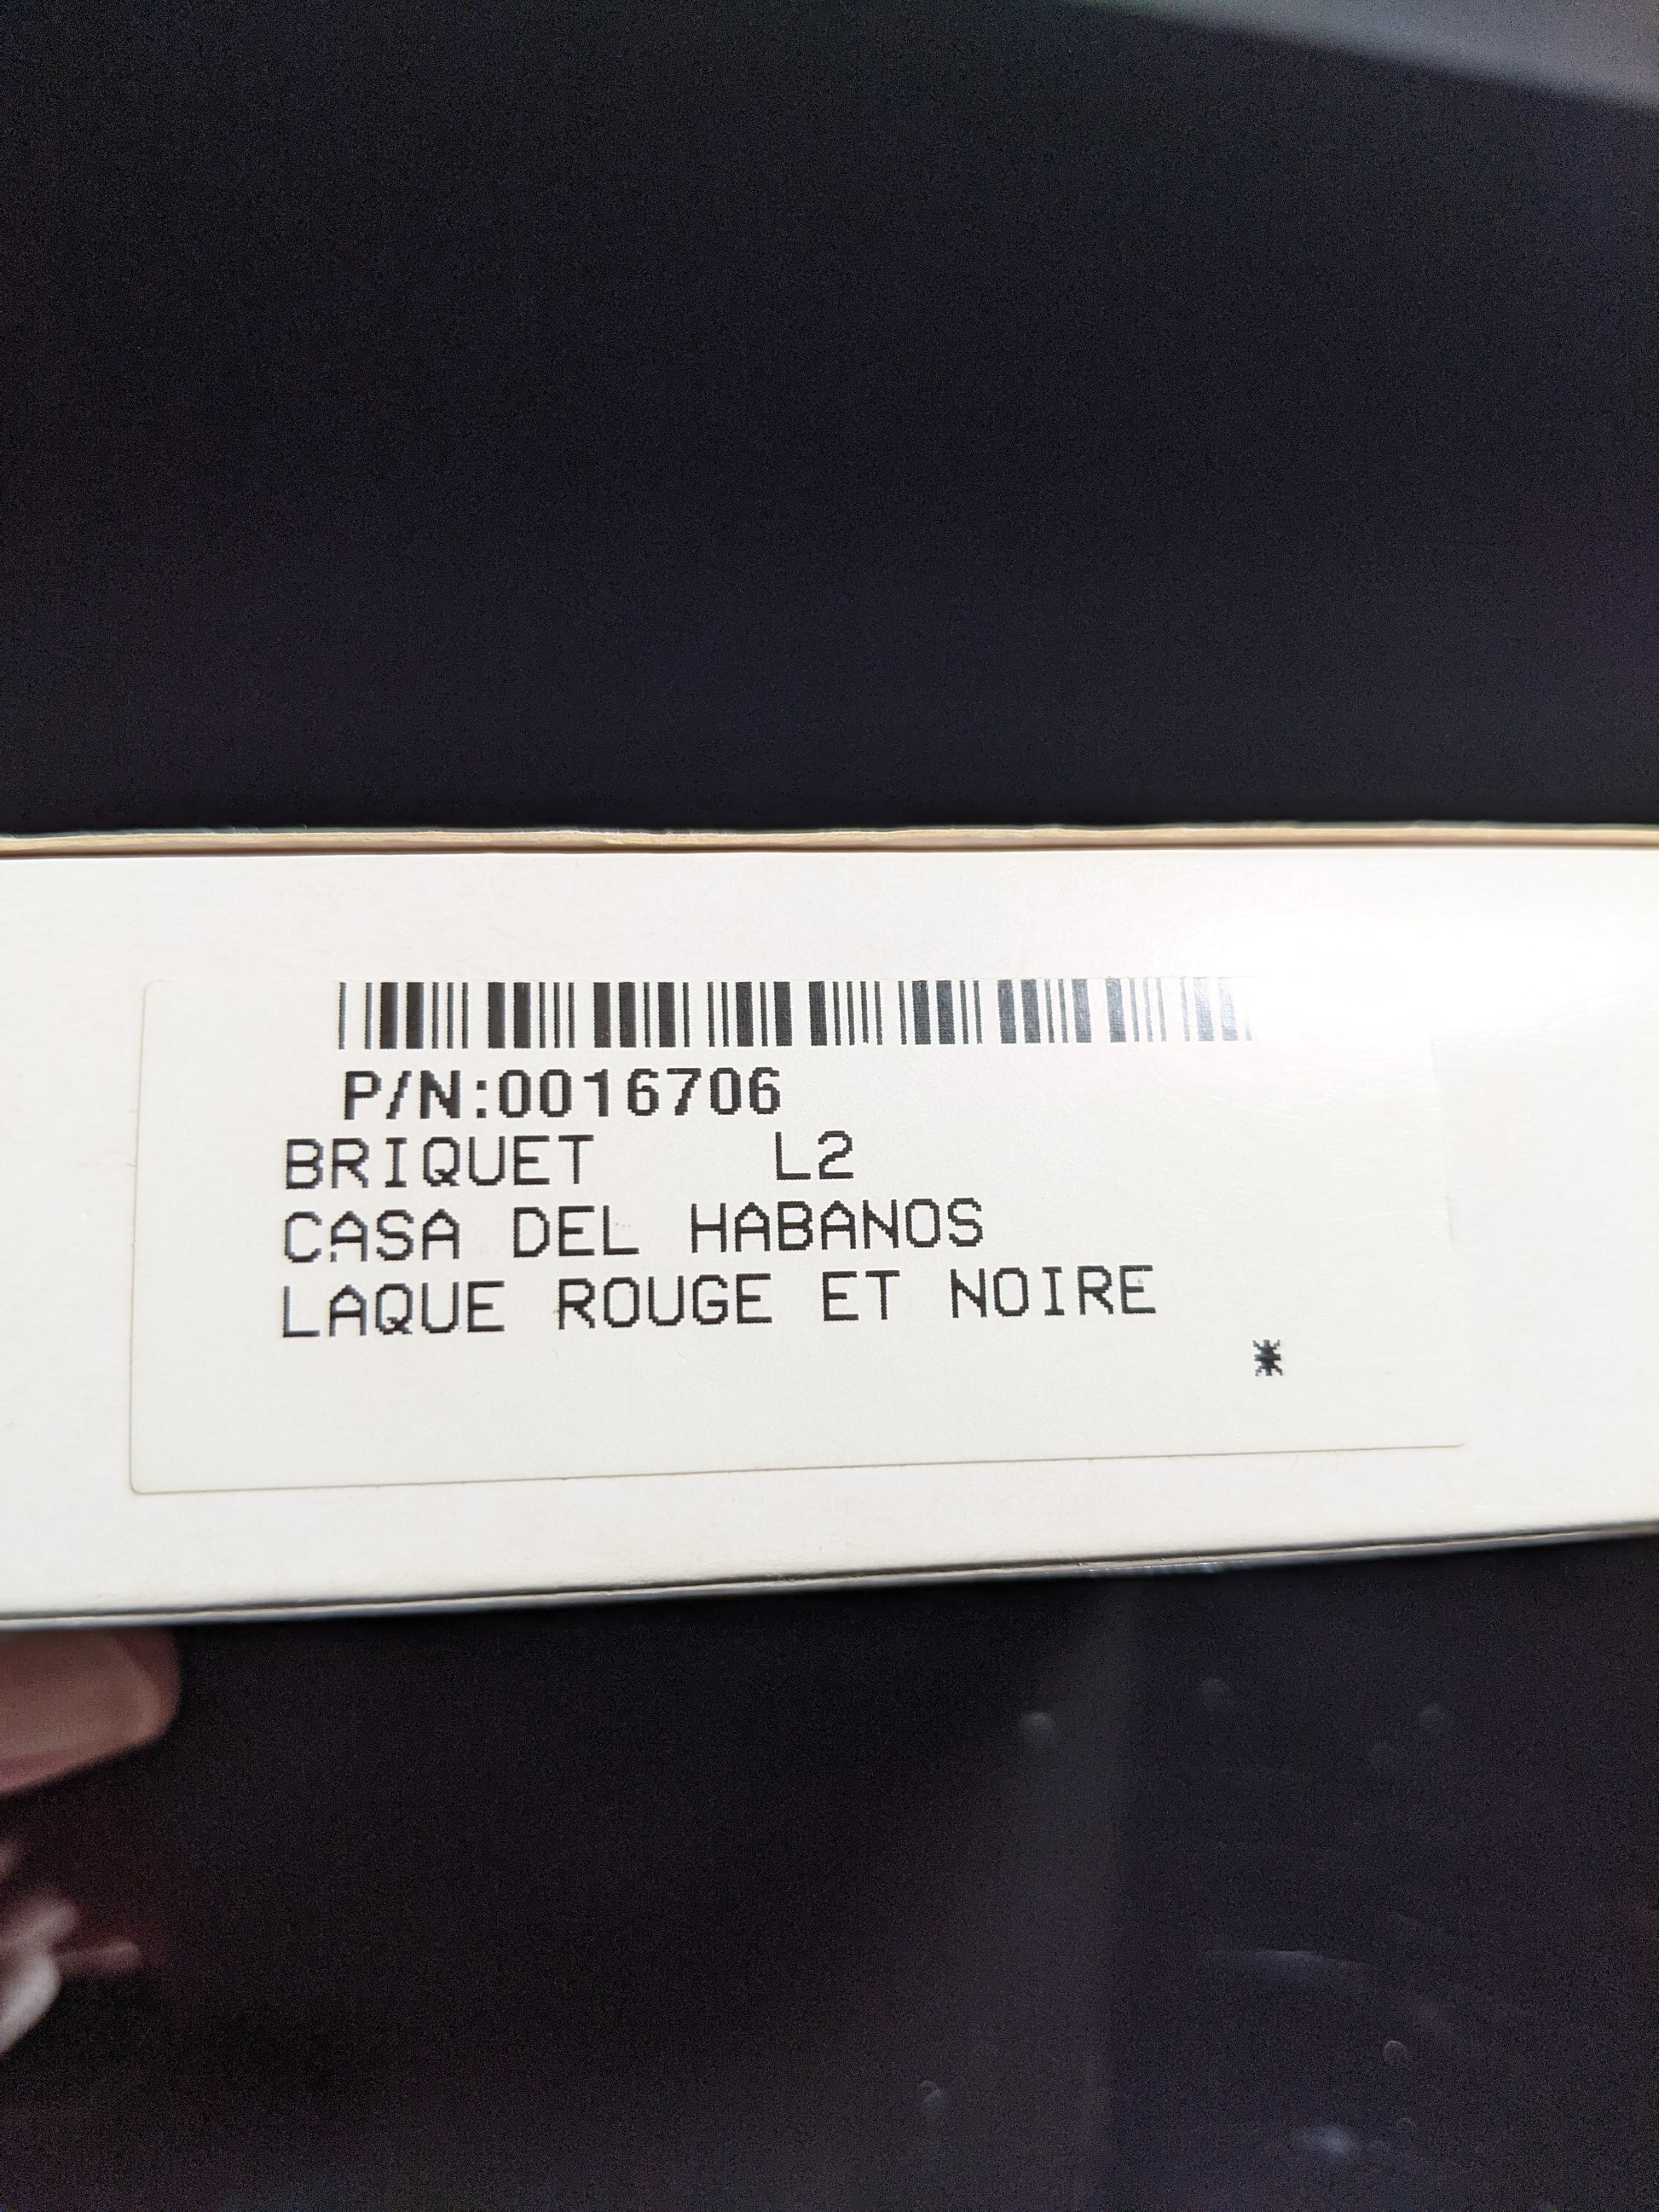 P/N:0016706
BRIQUET L2
CASA DEL HABANOS
LAQUE ROUGE ET NOIRE
*